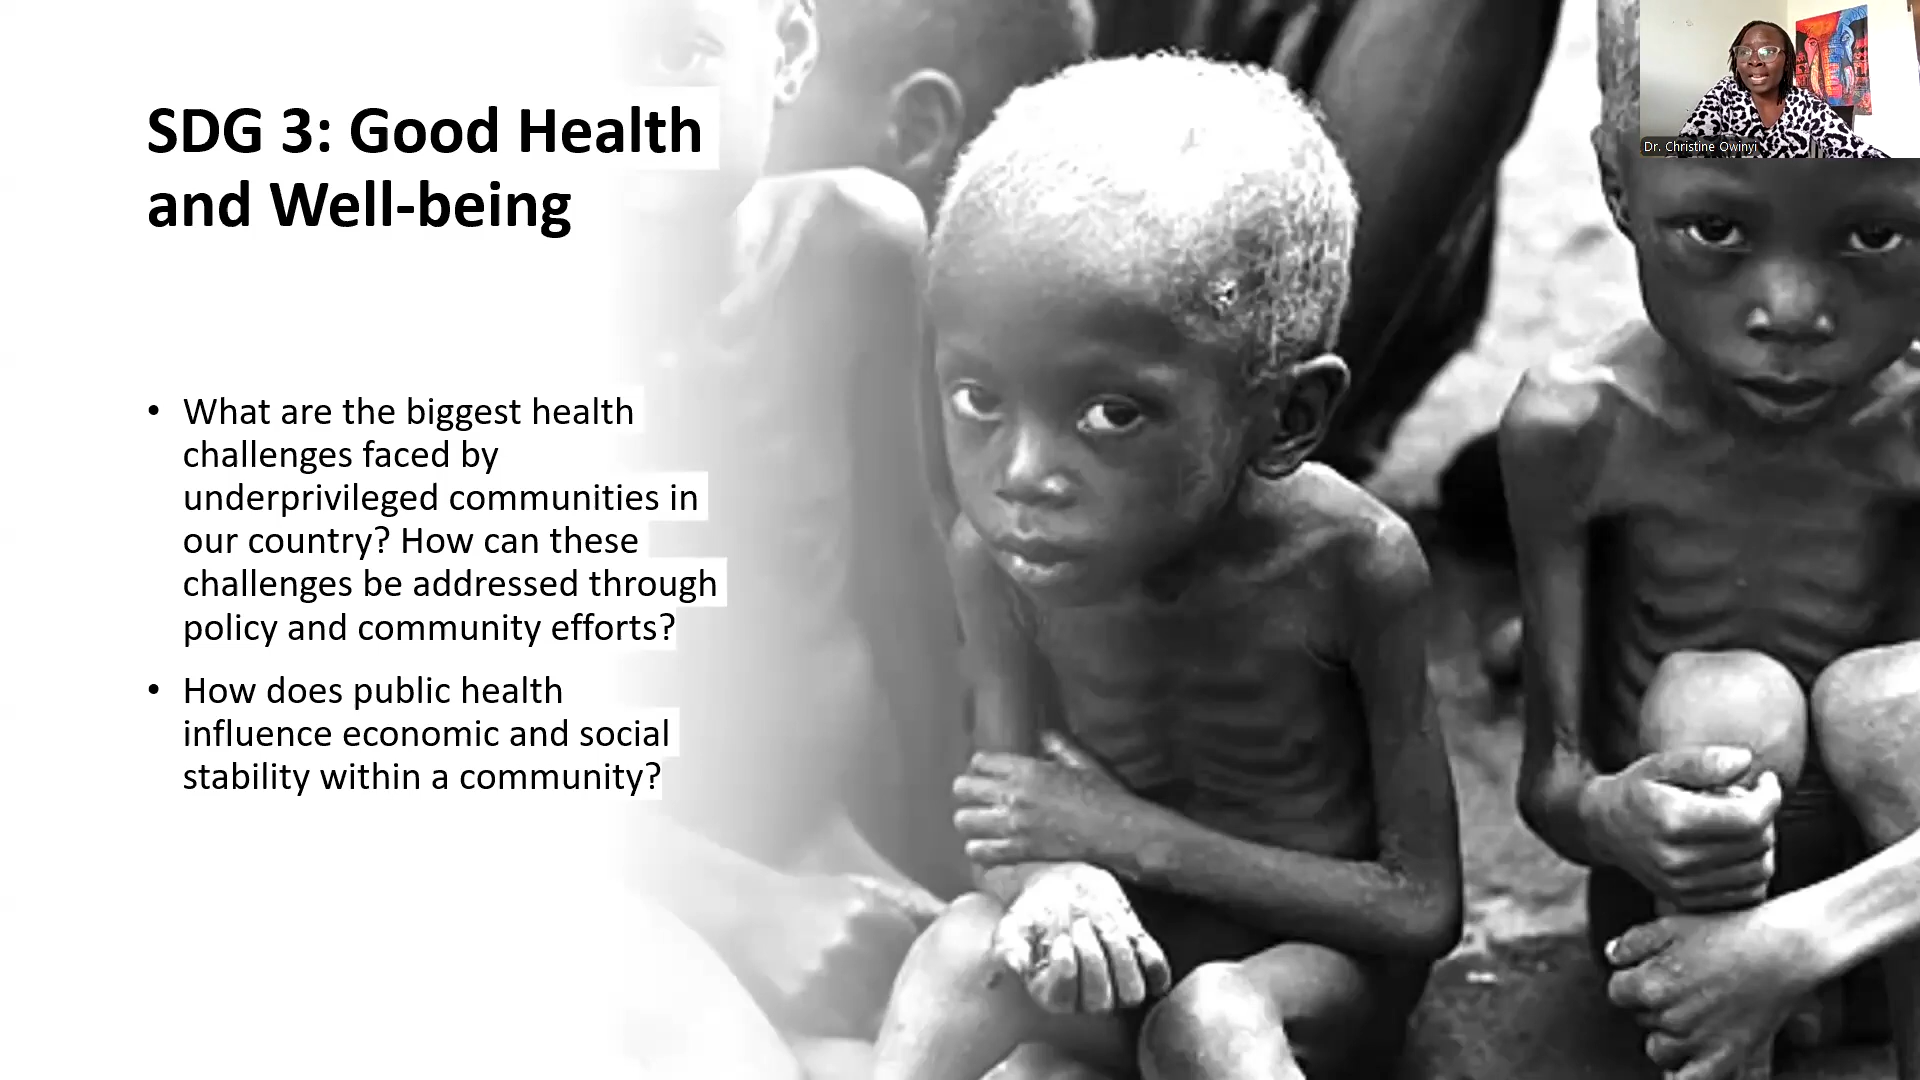 SDG 3: Good Health
and Well-being
• What are the biggest health
challenges faced by
underprivileged communities in
our country? How can these
challenges be addressed through
policy and community efforts?
• How does public health
influence economic and social
stability within a community?
Dr. Christine Owinyi